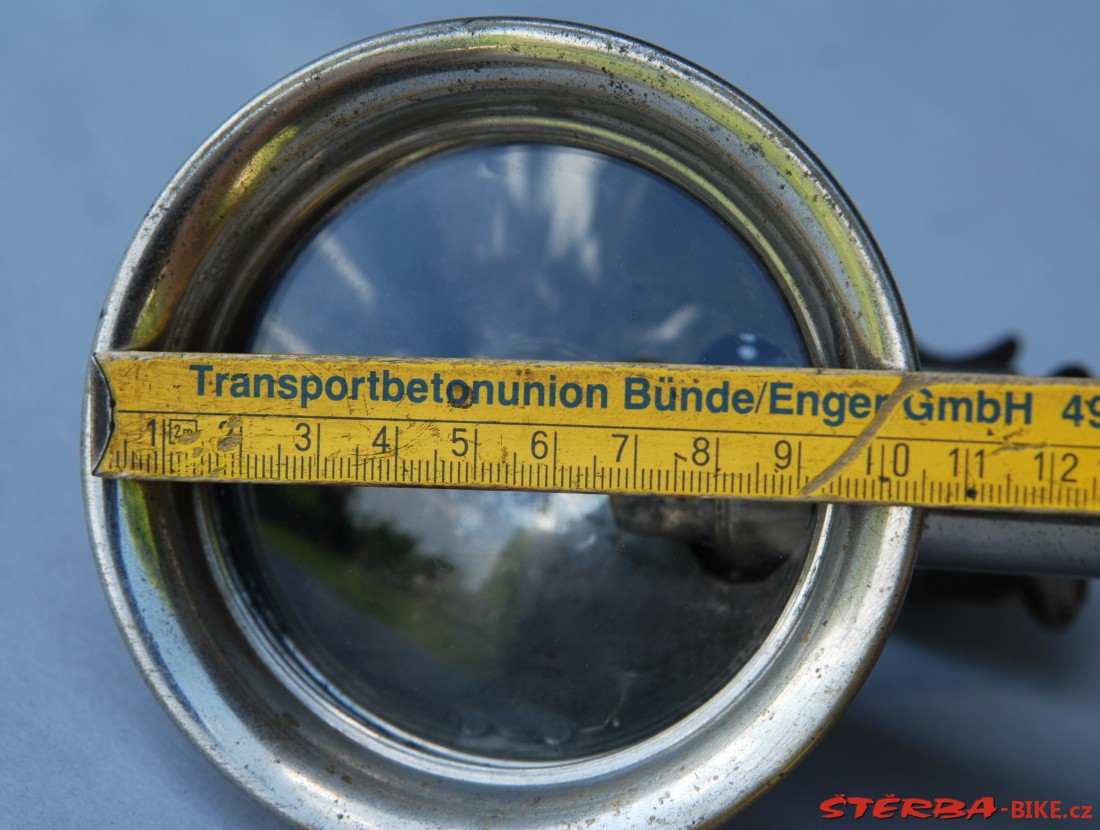 Transportbetonunion Bünde/Enger GmbH 49
1 2m 2 3 4 5 6 7 8 9 10 11 12
ŠTĚRBA-BIKE.cz